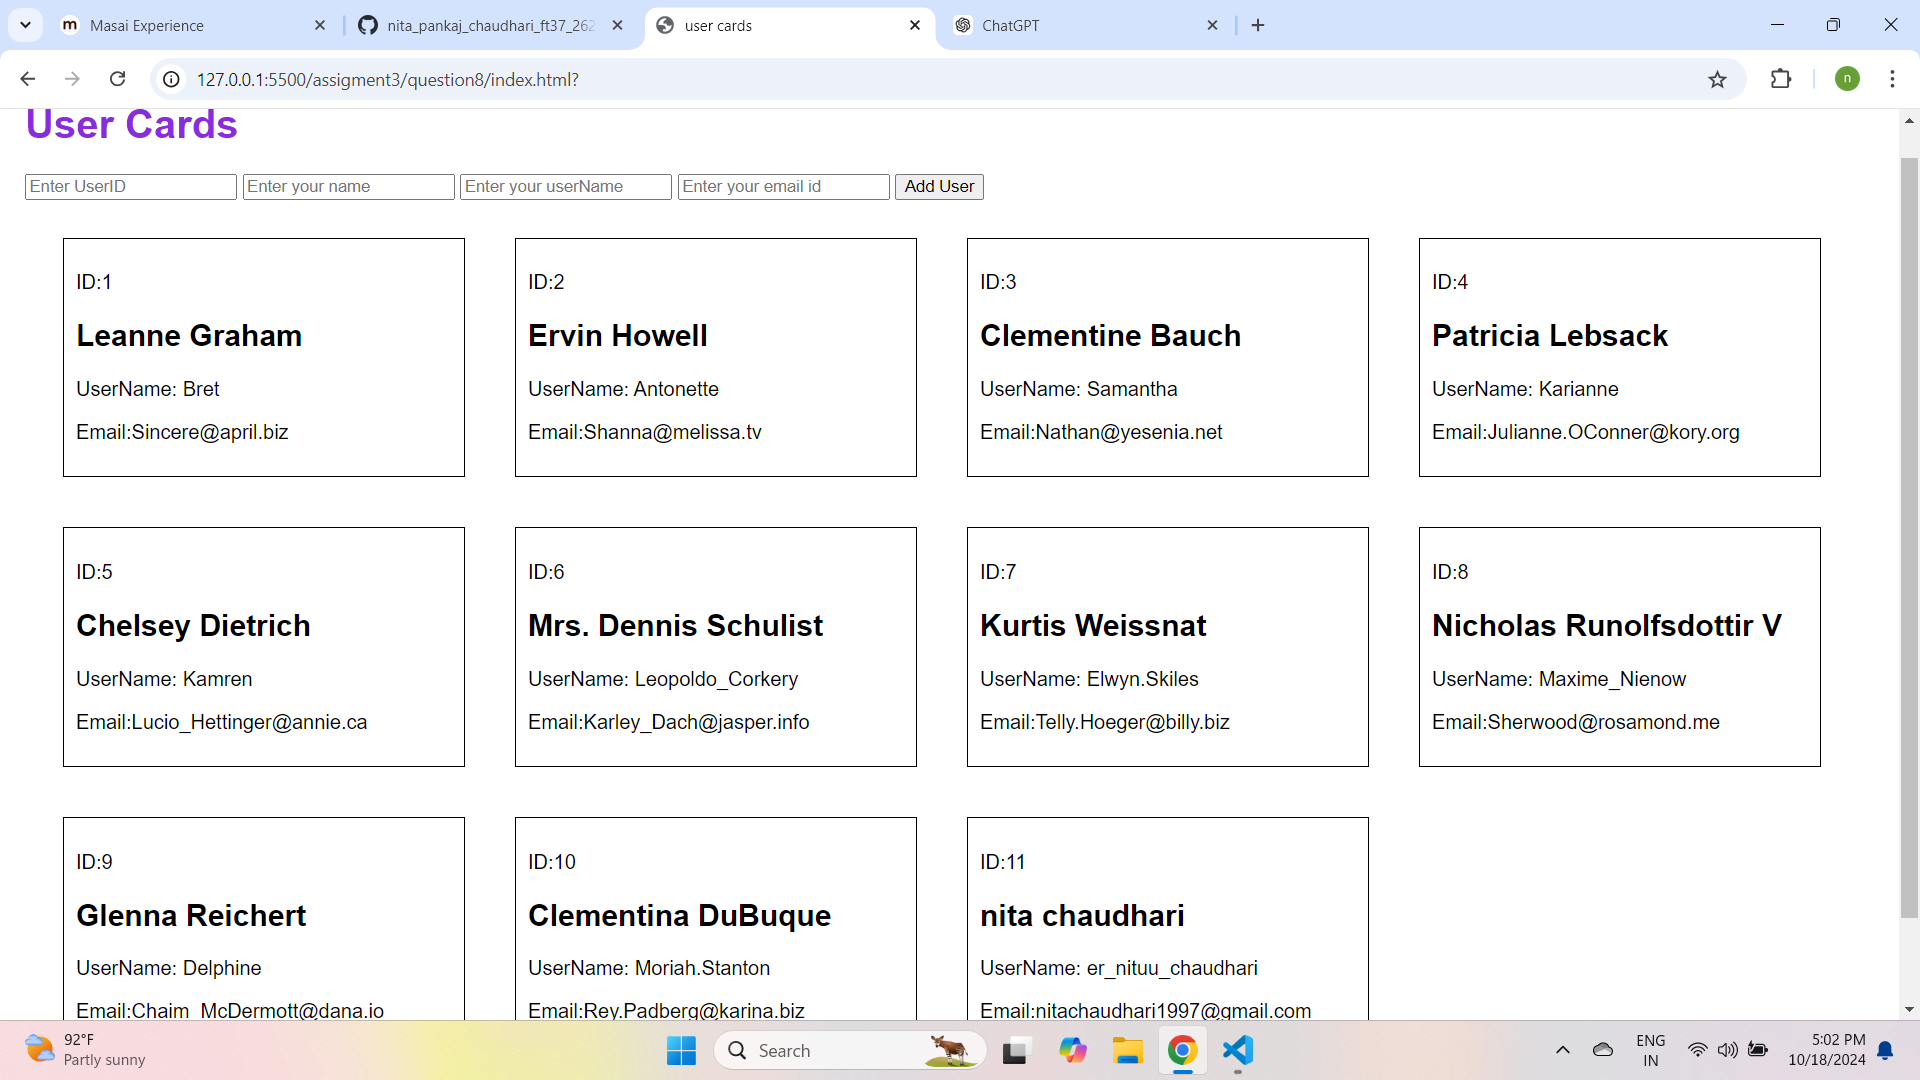 Masai Experience
nita_pankaj_chaudhari_ft37_262
user cards
ChatGPT
127.0.0.1:5500/assigment3/question8/index.html?
n
User Cards
Enter UserID
Enter your name
Enter your userName
Enter your email id
Add User
ID:1
Leanne Graham
UserName: Bret
Email:Sincere@april.biz
ID:2
Ervin Howell
UserName: Antonette
Email:Shanna@melissa.tv
ID:3
Clementine Bauch
UserName: Samantha
Email:Nathan@yesenia.net
ID:4
Patricia Lebsack
UserName: Karianne
Email:Julianne.OConner@kory.org
ID:5
Chelsey Dietrich
UserName: Kamren
Email:Lucio_Hettinger@annie.ca
ID:6
Mrs. Dennis Schulist
UserName: Leopoldo_Corkery
Email:Karley_Dach@jasper.info
ID:7
Kurtis Weissnat
UserName: Elwyn.Skiles
Email:Telly.Hoeger@billy.biz
ID:8
Nicholas Runolfsdottir V
UserName: Maxime_Nienow
Email:Sherwood@rosamond.me
ID:9
Glenna Reichert
UserName: Delphine
Email:Chaim_McDermott@dana.io
ID:10
Clementina DuBuque
UserName: Moriah.Stanton
Email:Rey.Padberg@karina.biz
ID:11
nita chaudhari
UserName: er_nituu_chaudhari
Email:nitachaudhari1997@gmail.com
92°F
Partly sunny
Search
ENG
IN
5:02 PM
10/18/2024